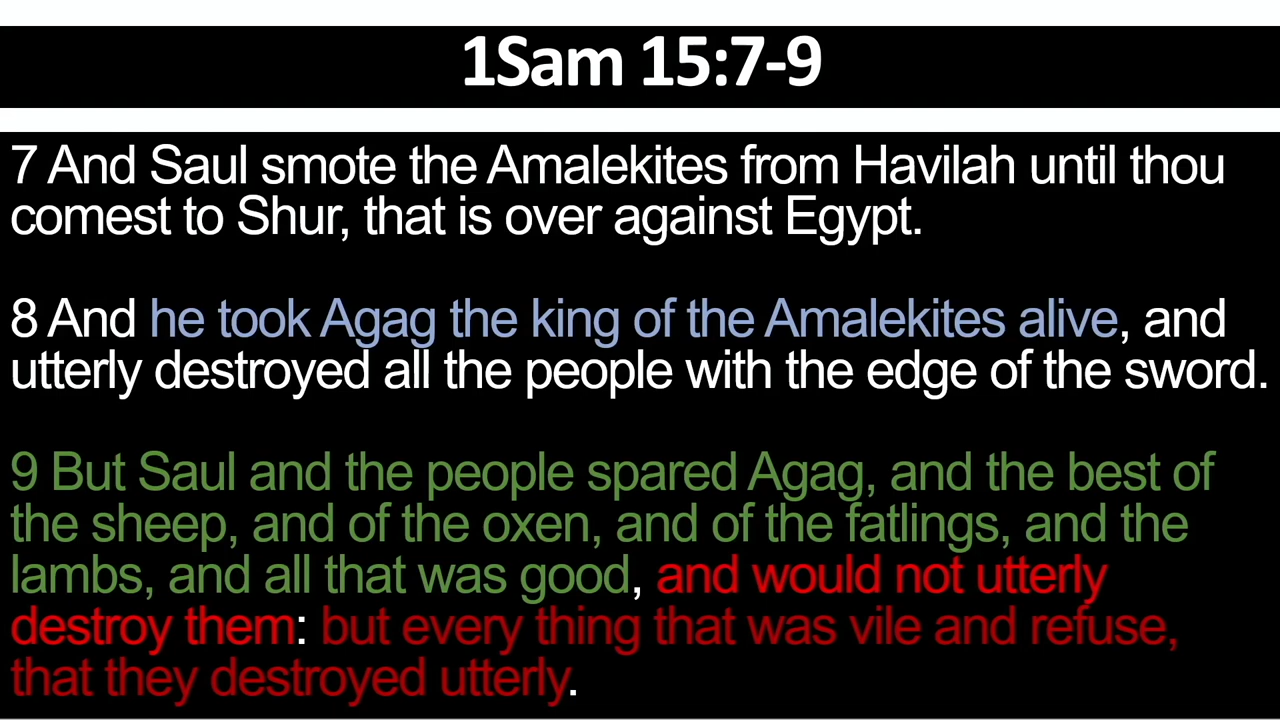 1Sam 15:7-9
7 And Saul smote the Amalekites from Havilah until thou
comest to Shur, that is over against Egypt.
8 And he took Agag the king of the Amalekites alive, and
utterly destroyed all the people with the edge of the sword.
9 But Saul and the people spared Agag, and the best of
the sheep, and of the oxen, and of the fatlings, and the
lambs, and all that was good, and would not utterly
destroy them: but every thing that was vile and refuse,
that they destroyed utterly.